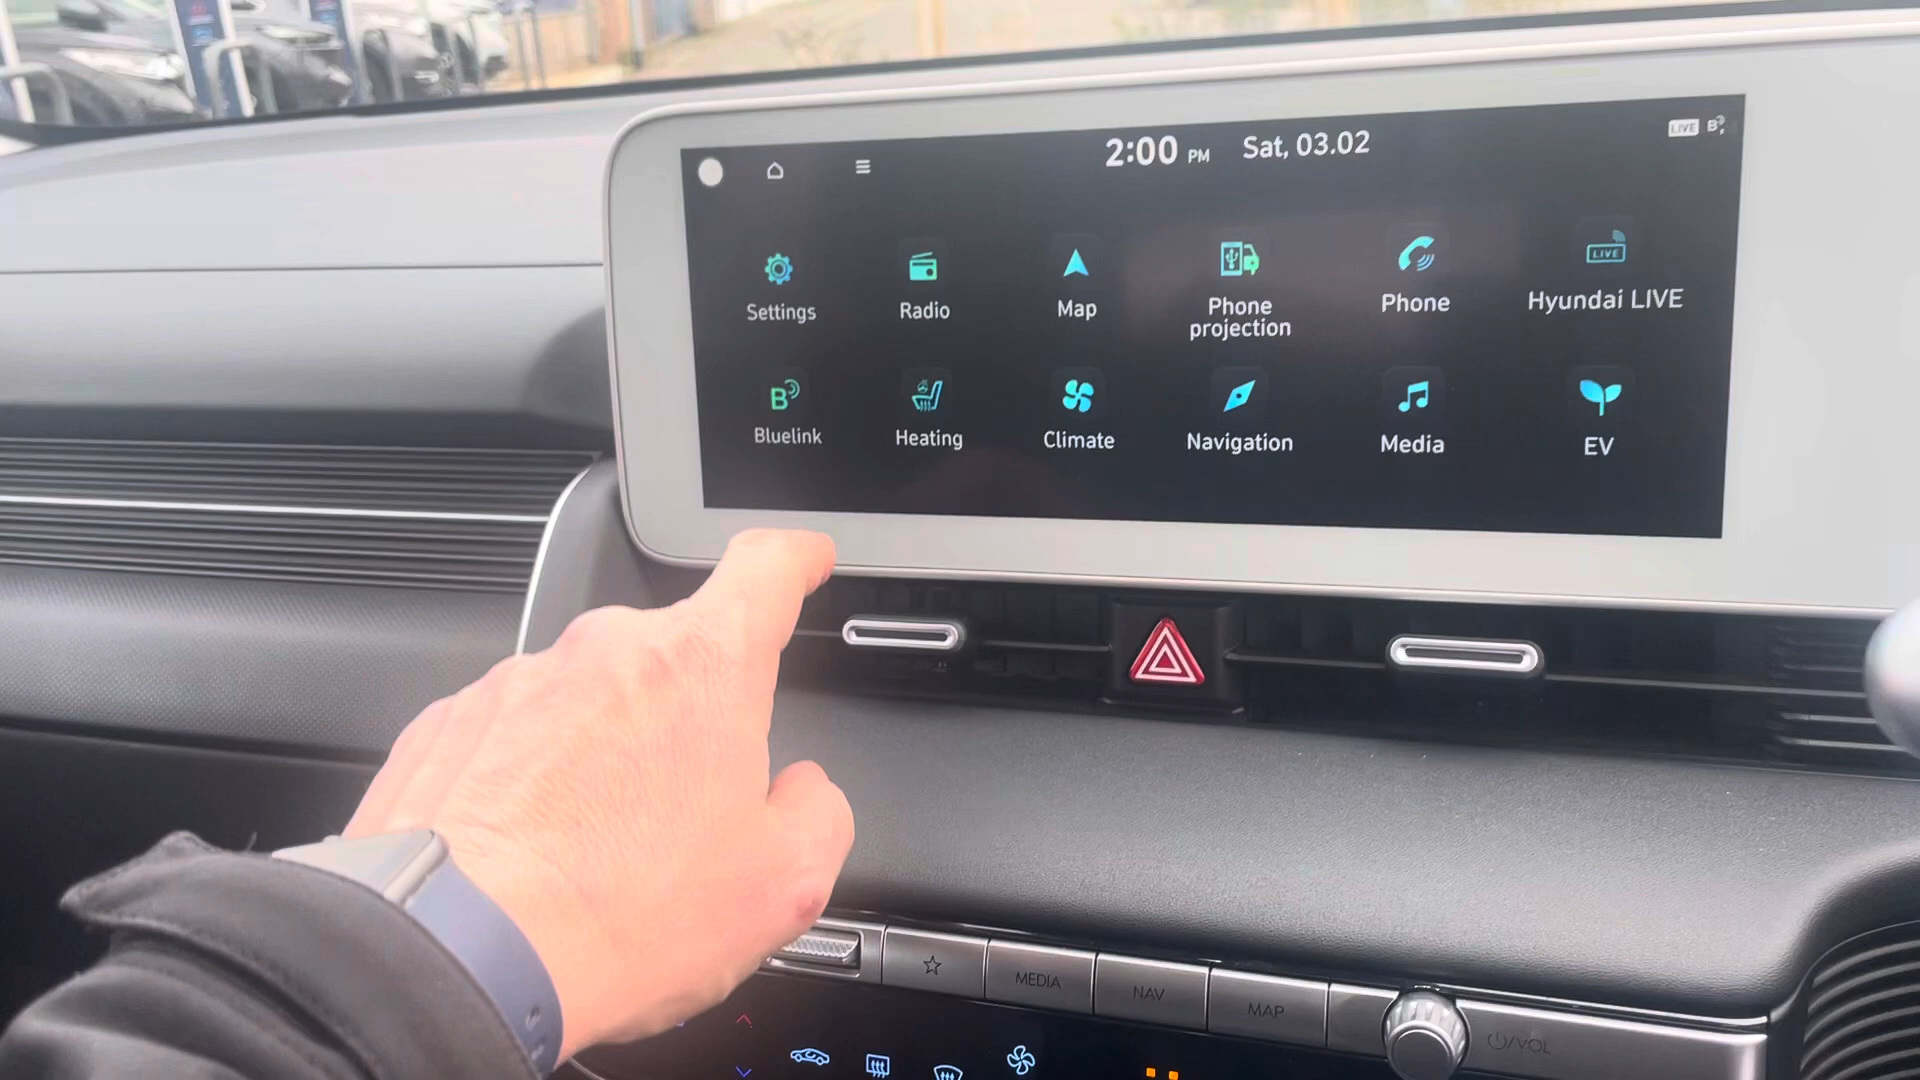 2:00 PM Sat, 03.02
LIVE B
Settings
Radio
Map
Phone
projection
Phone
LIVE
Hyundai LIVE
B
Bluelink
Heating
Climate
Navigation
Media
EV
MEDIA
NAV
MAP
/VOL